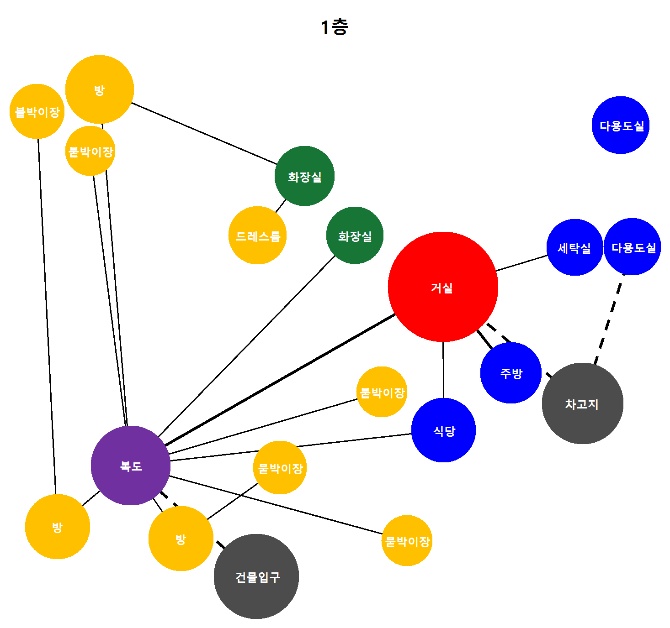 1층
방
붙박이장
다용도실
붙박이장
화장실
드레스룸
화장실
세탁실
다용도실
거실
주방
붙박이장
차고지
식당
복도
붙박이장
방
방
붙박이장
건물입구